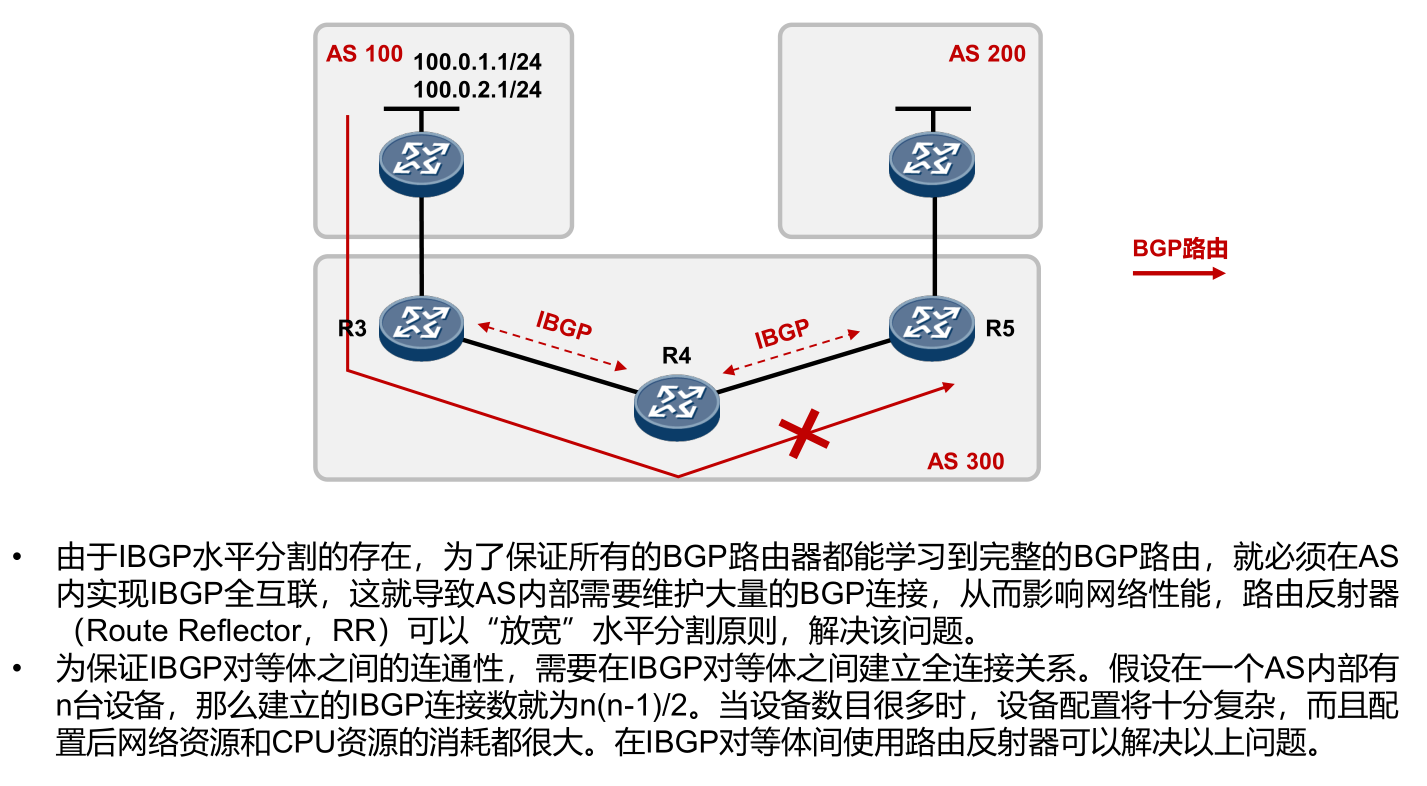 AS 100
100.0.1.1/24
100.0.2.1/24
AS 200
BGP路由
R3
IBGP
R4
IBGP
R5
AS 300
• 由于IBGP水平分割的存在，为了保证所有的BGP路由器都能学习到完整的BGP路由，就必须在AS
内实现IBGP全互联，这就导致AS内部需要维护大量的BGP连接，从而影响网络性能，路由反射器
（Route Reflector，RR）可以“放宽”水平分割原则，解决该问题。
• 为保证IBGP对等体之间的连通性，需要在IBGP对等体之间建立全连接关系。假设在一个AS内部有
n台设备，那么建立的IBGP连接数就为n(n-1)/2。当设备数目很多时，设备配置将十分复杂，而且配
置后网络资源和CPU资源的消耗都很大。在IBGP对等体间使用路由反射器可以解决以上问题。